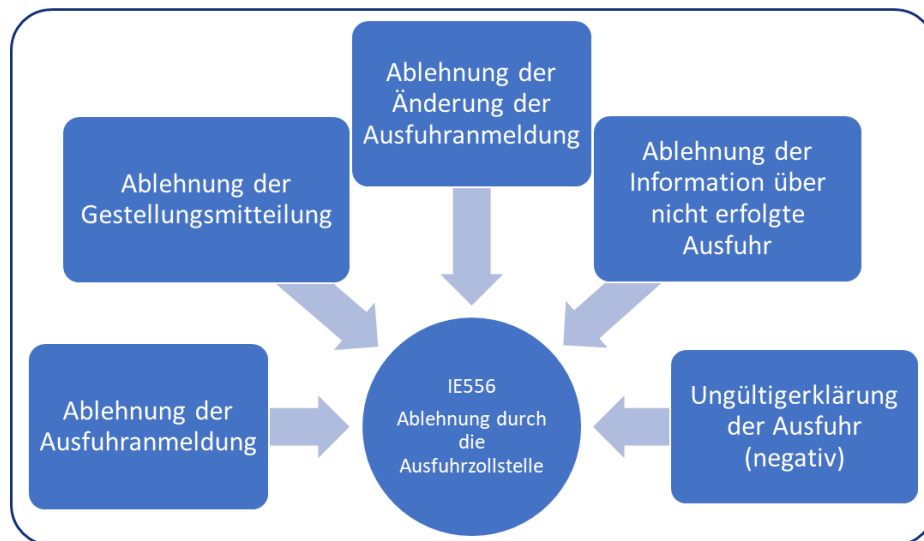 Ablehnung der
Änderung der
Ausfuhranmeldung
Ablehnung der
Gestellungsmitteilung
Ablehnung der
Information über
nicht erfolgte
Ausfuhr
Ablehnung der
Ausfuhranmeldung
IE556
Ablehnung durch
die
Ausfuhrzollstelle
Ungültigerklärung
der Ausfuhr
(negativ)